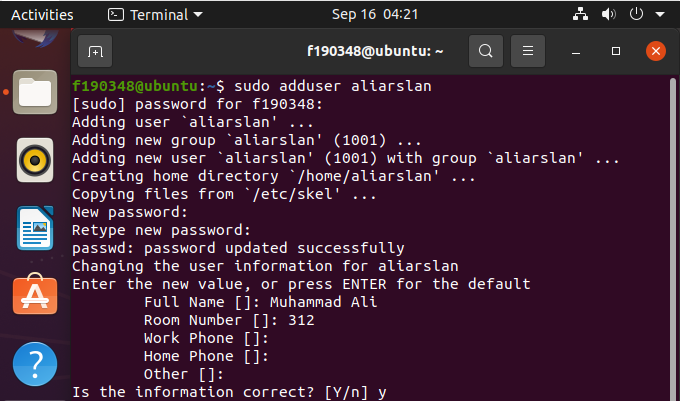 Activities
Terminal
Sep 16 04:21
f190348@ubuntu: ~
f190348@ubuntu:~$ sudo adduser aliarslan
[sudo] password for f190348:
Adding user `aliarslan' ...
Adding new group `aliarslan' (1001) ...
Adding new user `aliarslan' (1001) with group `aliarslan' ...
Creating home directory `/home/aliarslan' ...
Copying files from `/etc/skel' ...
New password:
Retype new password:
passwd: password updated successfully
Changing the user information for aliarslan
Enter the new value, or press ENTER for the default
Full Name []: Muhammad Ali
Room Number []: 312
Work Phone []:
Home Phone []:
Other []:
Is the information correct? [Y/n] y